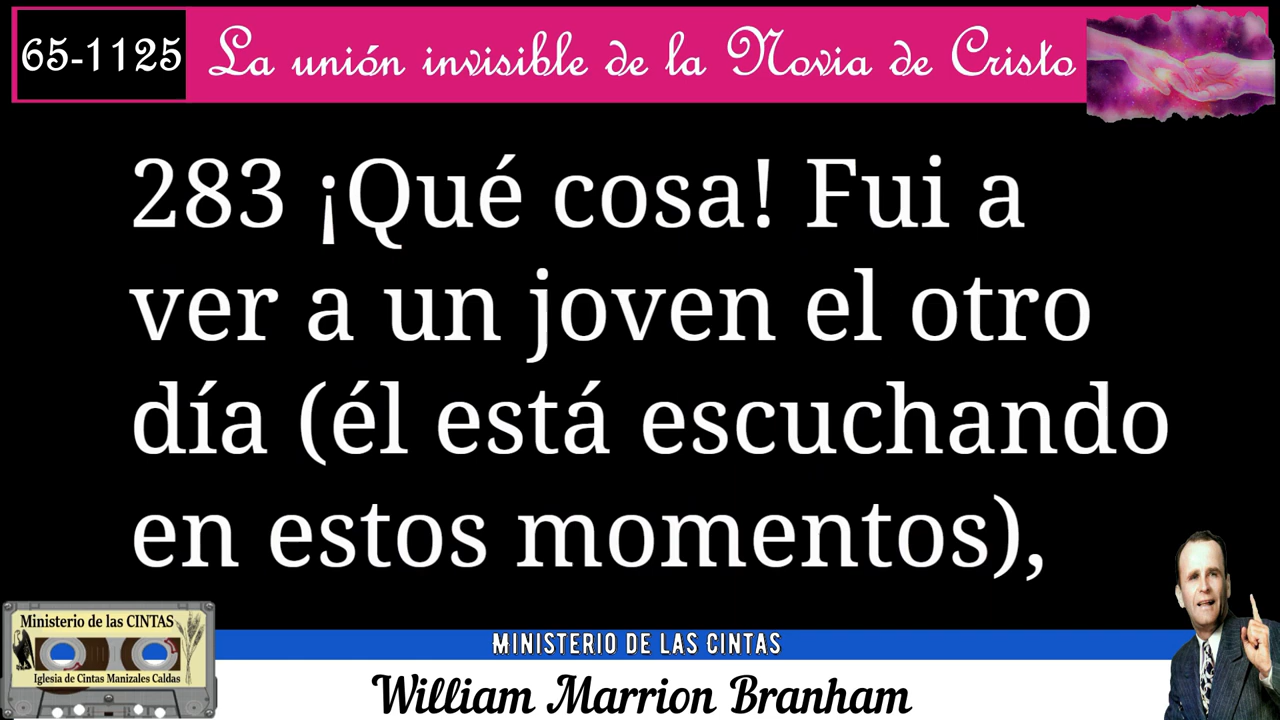 65-1125 La unión invisible de la Novia de Cristo
283 ¡Qué cosa! Fui a
ver a un joven el otro
día (él está escuchando
en estos momentos),
Ministerio de las CINTAS
Iglesia de Cintas Manizales Caldas
MINISTERIO DE LAS CINTAS
William Marrion Branham